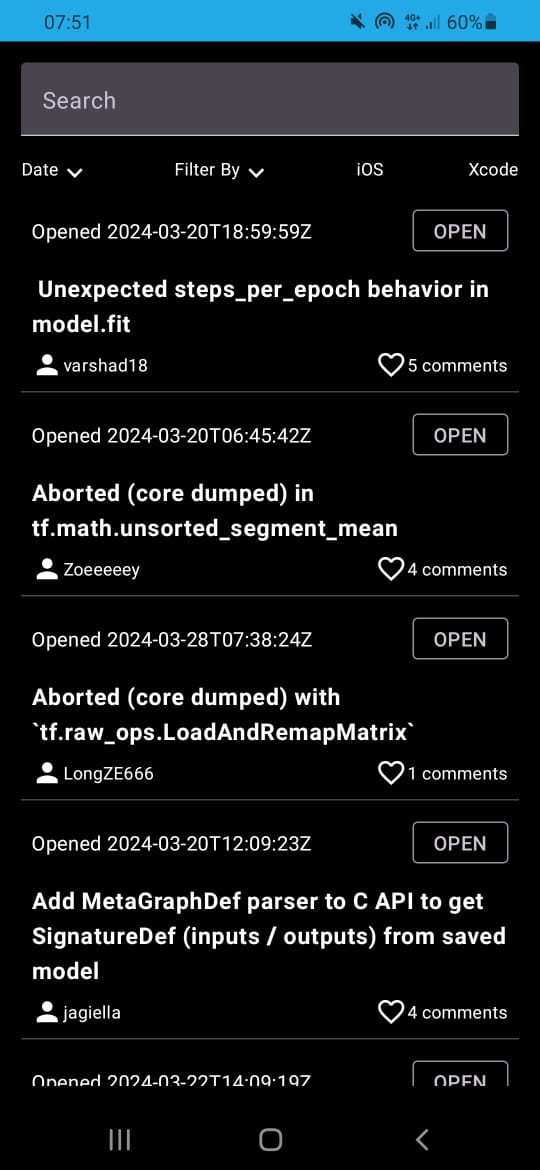 07:51 4G+ 60%
Search
Date Filter By iOS Xcode
Opened 2024-03-20T18:59:59Z OPEN
Unexpected steps_per_epoch behavior in
model.fit
varshad18 5 comments
Opened 2024-03-20T06:45:42Z OPEN
Aborted (core dumped) in
tf.math.unsorted_segment_mean
Zoeeeeey 4 comments
Opened 2024-03-28T07:38:24Z OPEN
Aborted (core dumped) with
`tf.raw_ops.LoadAndRemapMatrix`
LongZE666 1 comments
Opened 2024-03-20T12:09:23Z OPEN
Add MetaGraphDef parser to C API to get
SignatureDef (inputs / outputs) from saved
model
jagiella 4 comments
Opened 2024-03-22T14:09:19Z OPEN